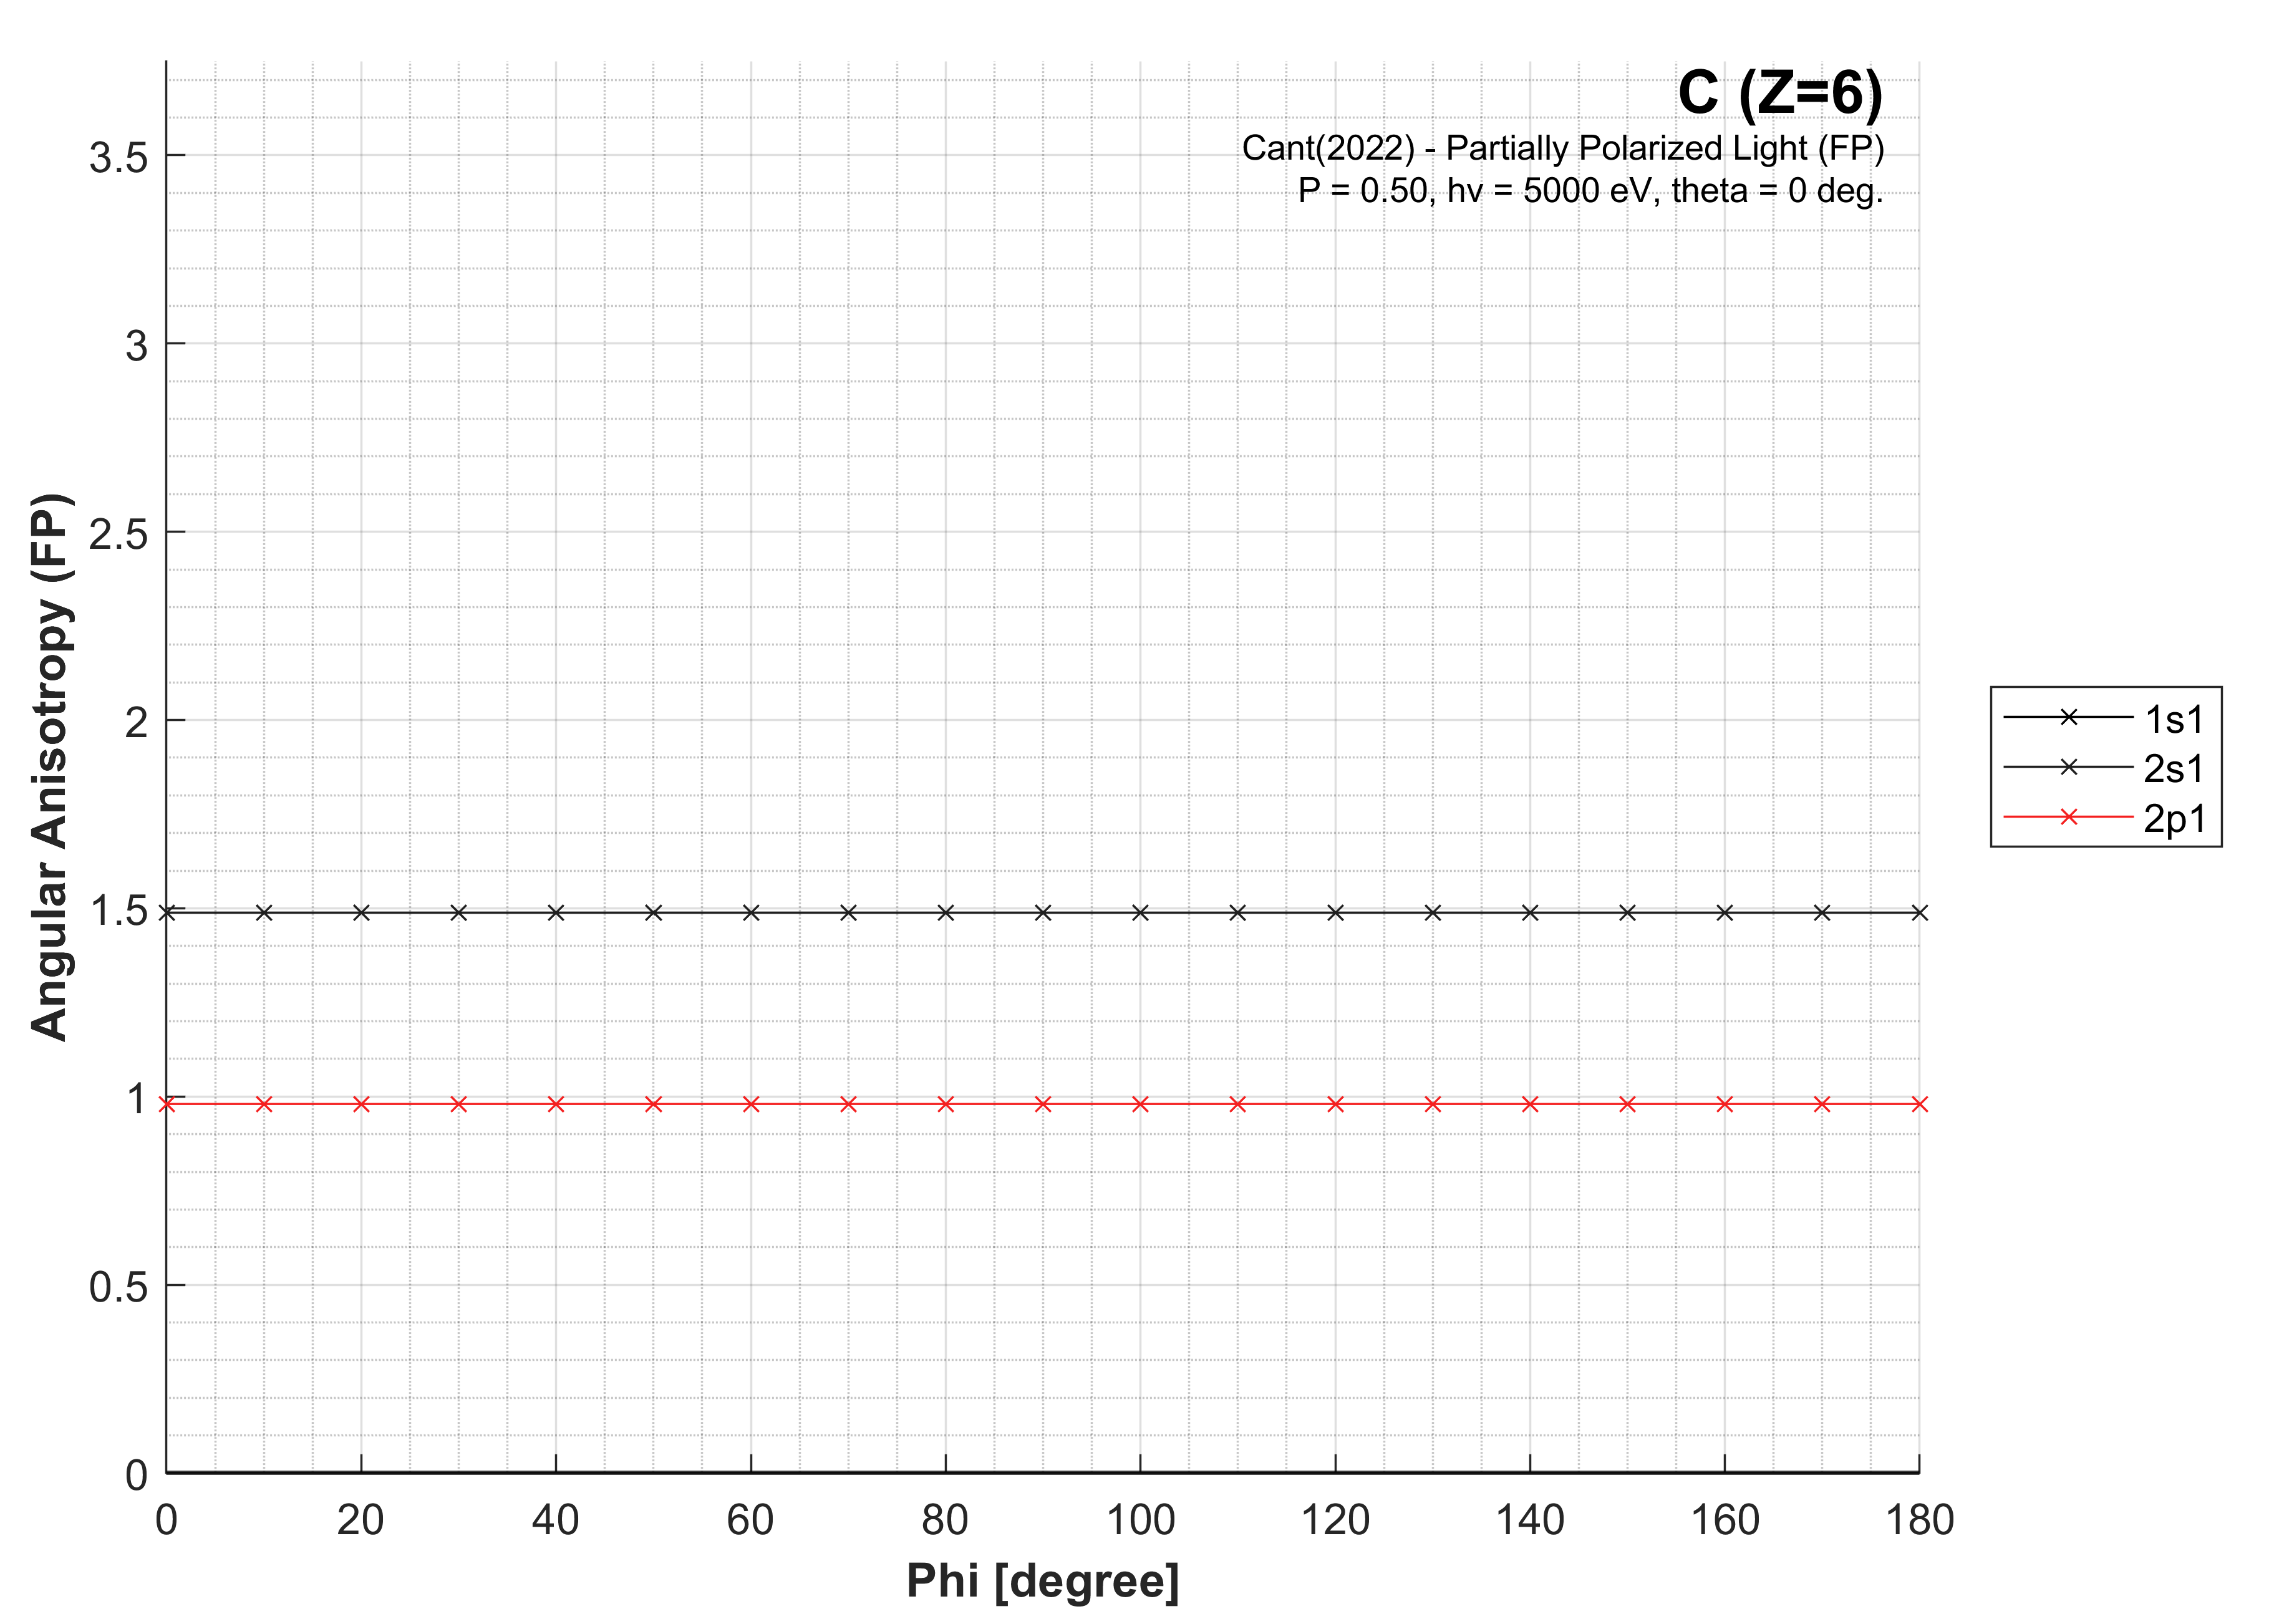 C (Z=6)
Cant(2022) - Partially Polarized Light (FP)
P = 0.50, hv = 5000 eV, theta = 0 deg.
Angular Anisotropy (FP)
3.5
3
2.5
2
1.5
1
0.5
0
0 20 40 60 80 100 120 140 160 180
Phi [degree]
1s1
2s1
2p1